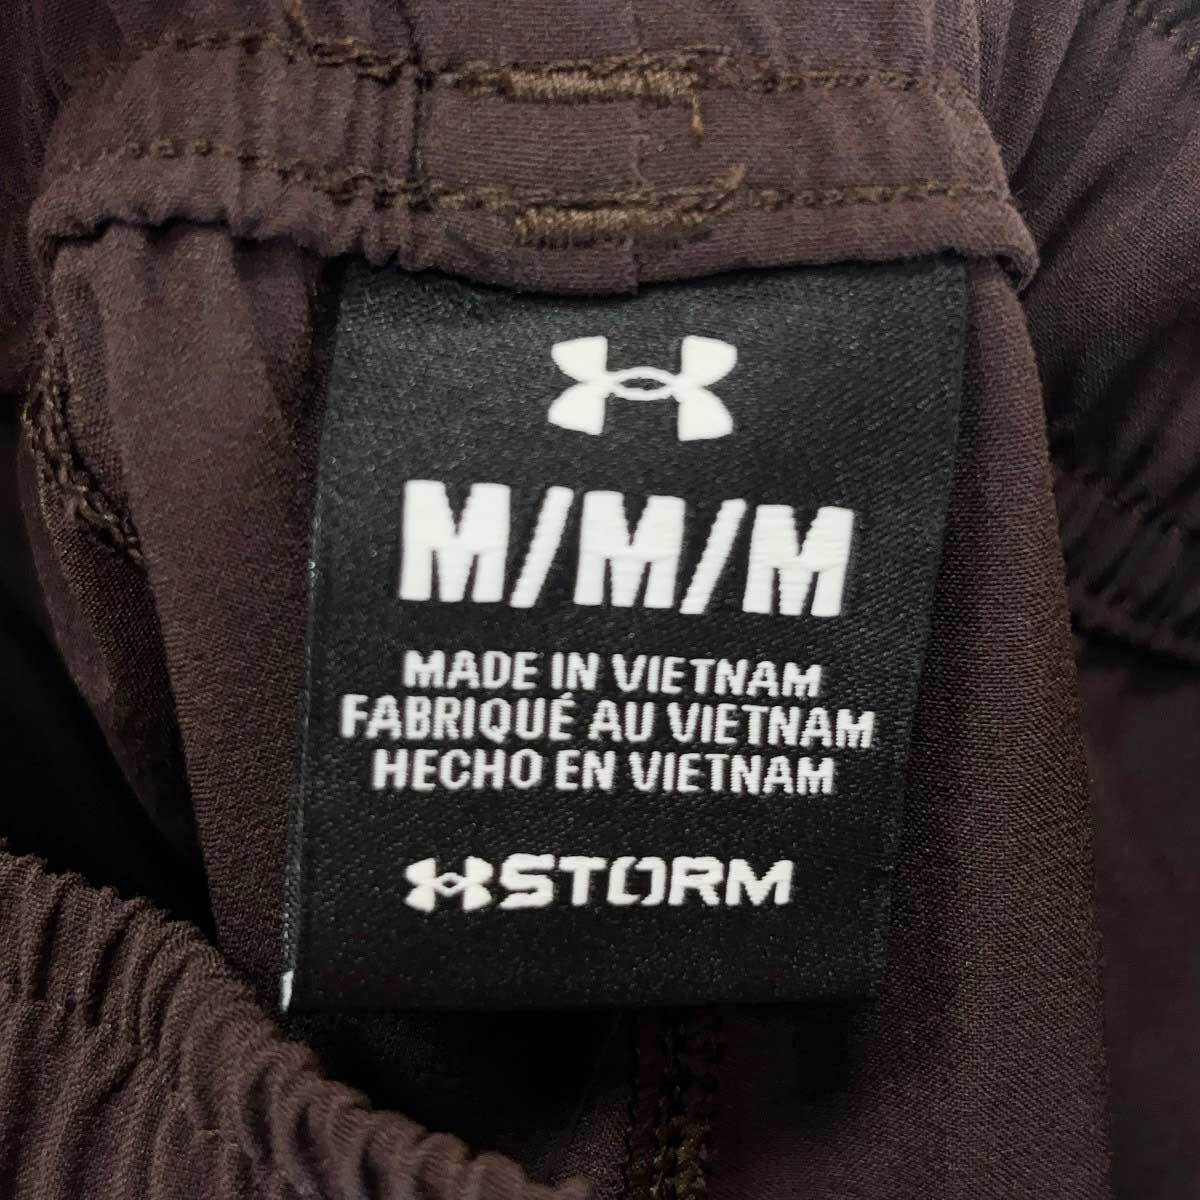 M/M/M
MADE IN VIETNAM
FABRIQUÉ AU VIETNAM
HECHO EN VIETNAM
STORM